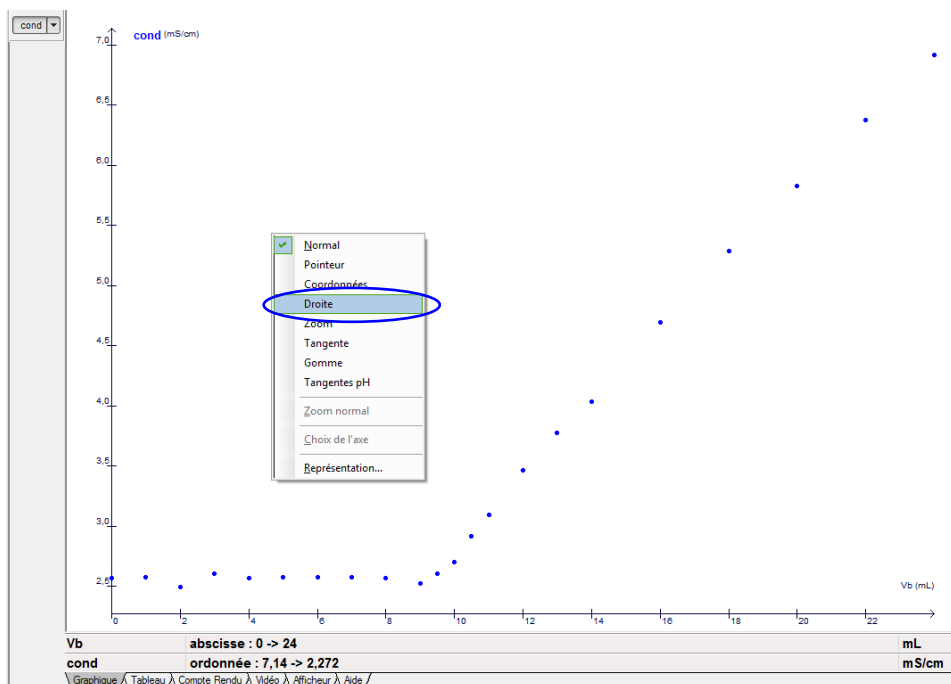 cond
cond (mS/cm)
7,0
6,5
6,0
5,5
5,0
4,5
4,0
3,5
3,0
2,5
Normal
Pointeur
Coordonnées
Droite
Zoom
Tangente
Gomme
Tangentes pH
Zoom normal
Choix de l'axe
Représentation...
Vb (mL)
0 2 4 6 8 10 12 14 16 18 20 22
Vb abscisse : 0 -> 24 mL
cond ordonnée : 7,14 -> 2,272 mS/cm
Graphique Tableau Compte Rendu Vidéo Afficheur Aide